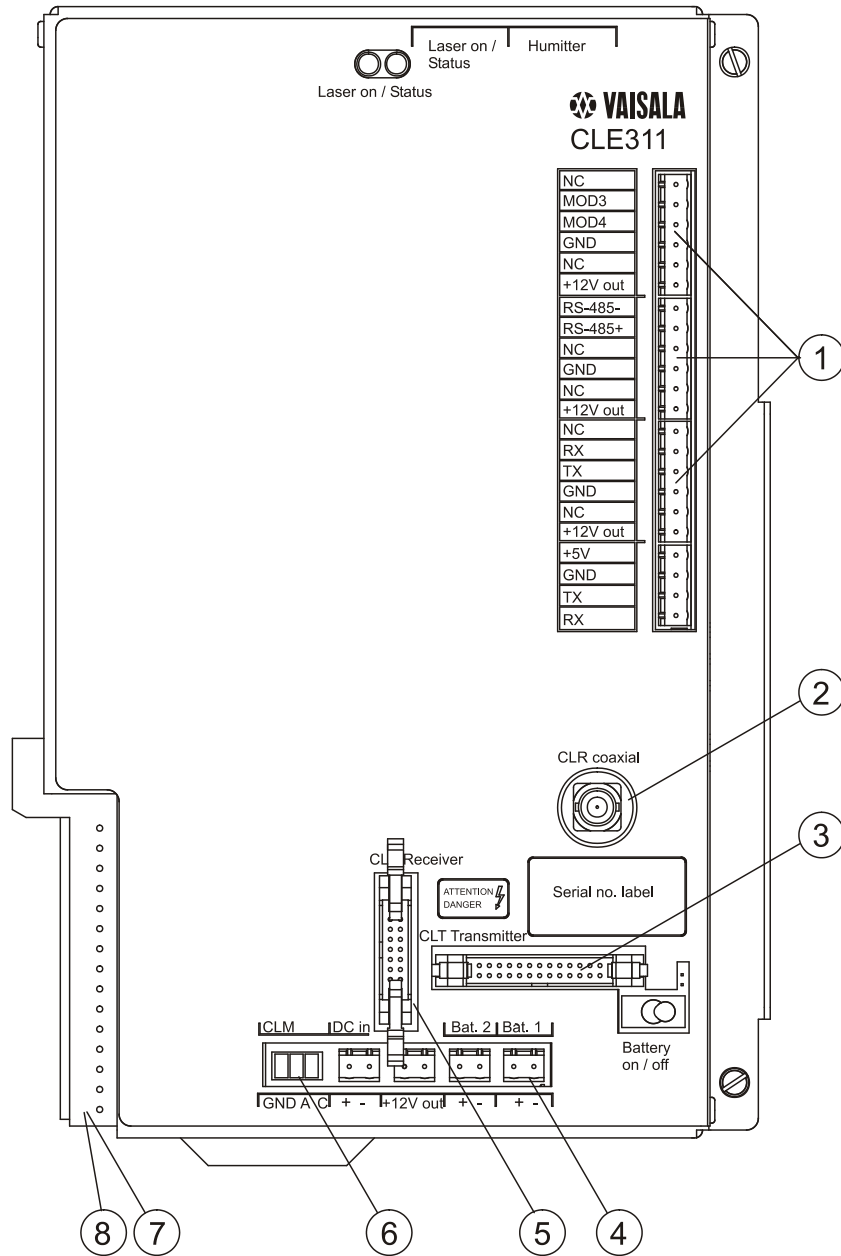 Laser on /
Status
Humitter
Laser on / Status
VAISALA
CLE311
NC
MOD3
MOD4
GND
NC
+12V out
RS-485-
RS-485+
NC
GND
NC
+12V out
NC
RX
TX
GND
NC
+12V out
+5V
GND
TX
RX
1
2
CLR coaxial
3
Receiver
ATTENTION
DANGER
Serial no. label
CLT Transmitter
CLM
DC in
Bat. 2
Bat. 1
Battery
on / off
GND A C
+ -
+12V out
+ -
+ -
8
7
6
5
4